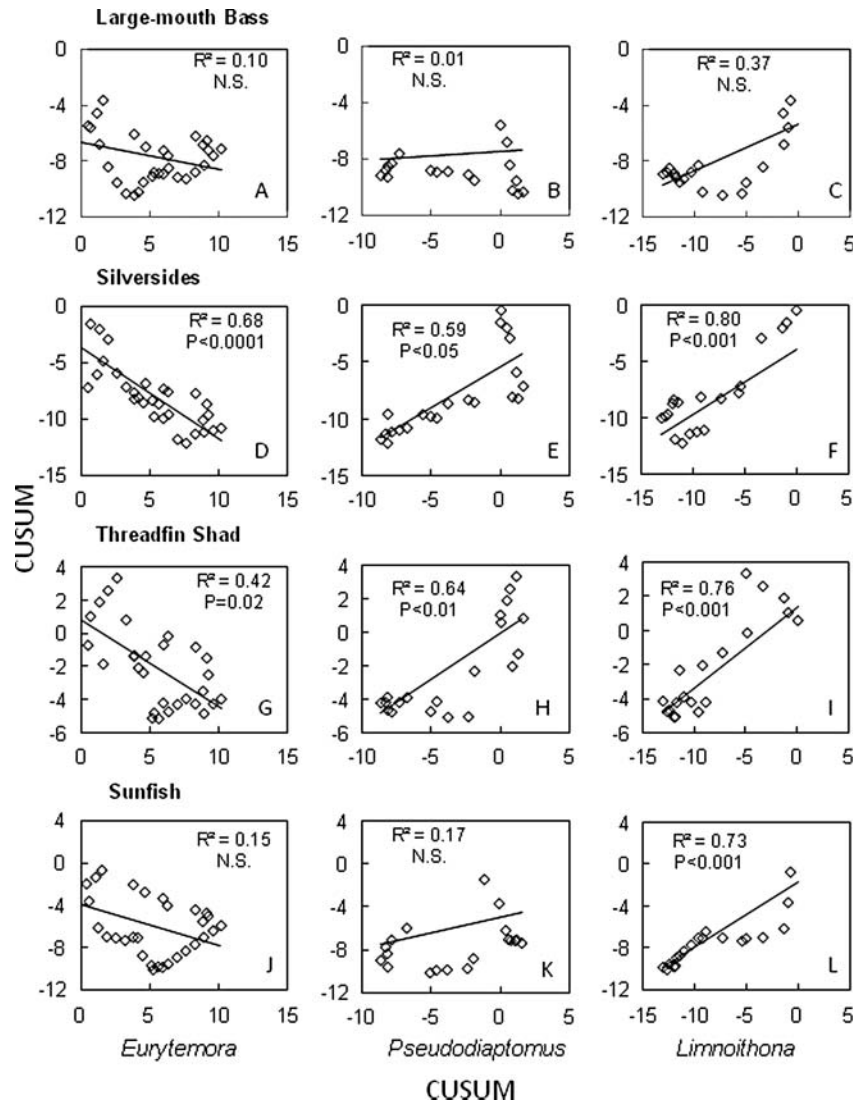 Large-mouth Bass
0 -4 -8 -12
R² = 0.10
N.S.
A
0 5 10 15
0 -4 -8 -12
R² = 0.01
N.S.
B
-10 -5 0 5
0 -4 -8 -12
R² = 0.37
N.S.
C
-15 -10 -5 0 5
Silversides
0 -5 -10 -15
R² = 0.68
P<0.0001
D
0 5 10 15
0 -5 -10 -15
R² = 0.59
P<0.05
E
-10 -5 0 5
0 -5 -10 -15
R² = 0.80
P<0.001
F
-15 -10 -5 0 5
CUSUM
Threadfin Shad
4 2 0 -2 -4 -6
R² = 0.42
P=0.02
G
0 5 10 15
4 2 0 -2 -4 -6
R² = 0.64
P<0.01
H
-10 -5 0 5
4 2 0 -2 -4 -6
R² = 0.76
P<0.001
I
-15 -10 -5 0 5
Sunfish
4 0 -4 -8 -12
R² = 0.15
N.S.
J
0 5 10 15
4 0 -4 -8 -12
R² = 0.17
N.S.
K
-10 -5 0 5
4 0 -4 -8 -12
R² = 0.73
P<0.001
L
-15 -10 -5 0 5
Eurytemora
Pseudodiaptomus
Limnoithona
CUSUM